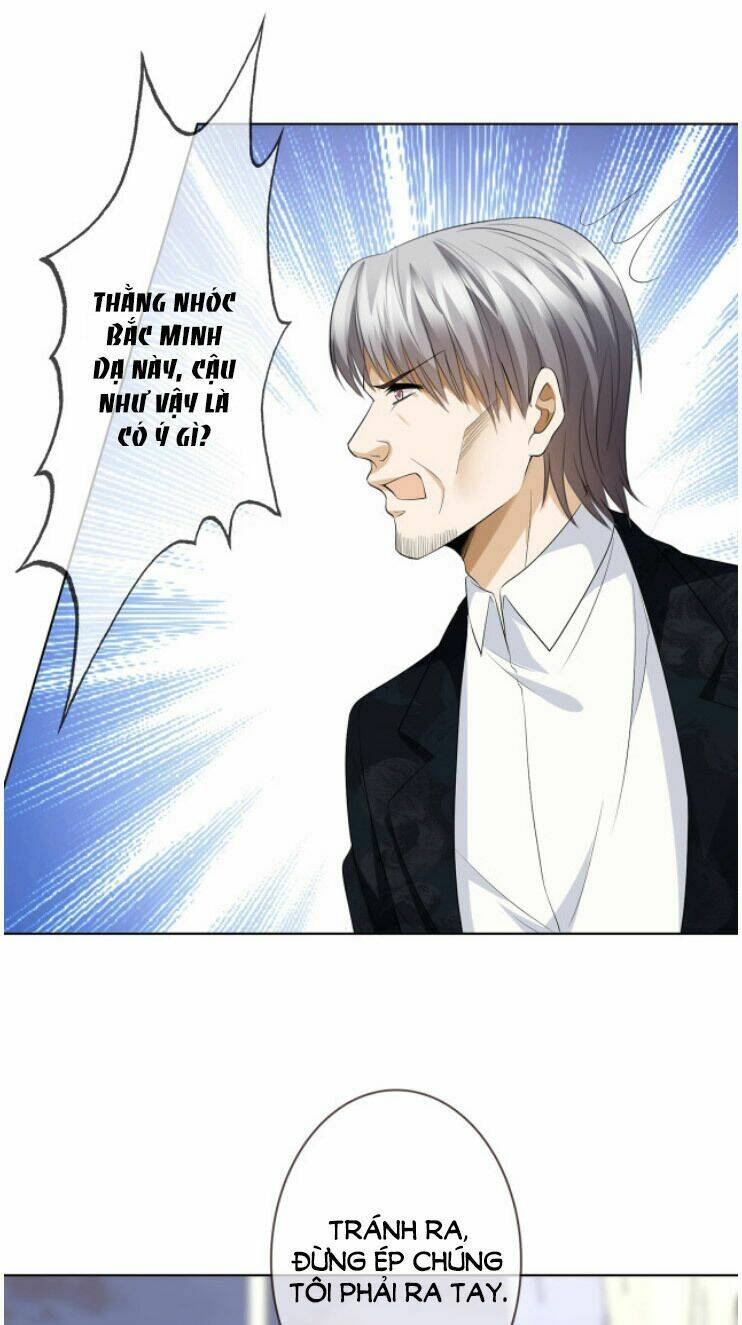 THẰNG NHÓC
BẮC MINH
DẠ NÀY, CẬU
NHƯ VẬY LÀ
CÓ Ý GÌ?
TRÁNH RA,
ĐỪNG ÉP CHÚNG
TÔI PHẢI RA TAY.